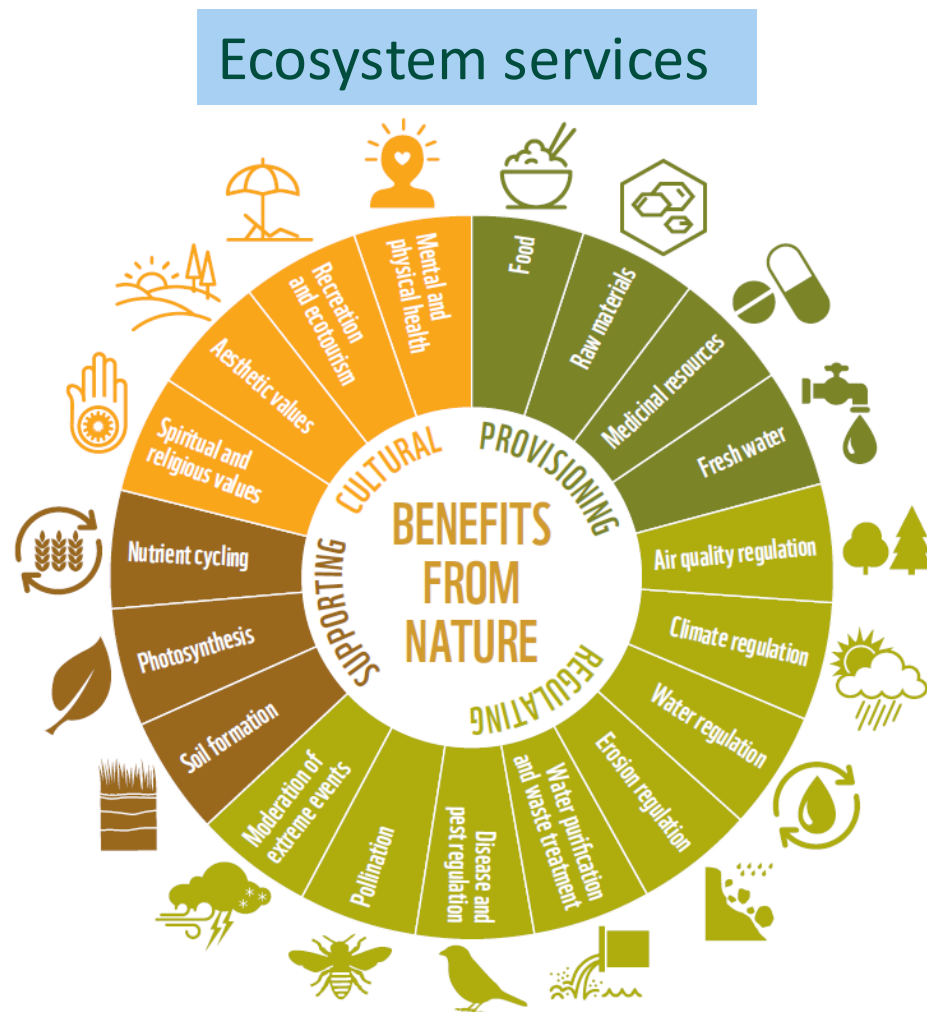 Ecosystem services
BENEFITS
FROM
NATURE
PROVISIONING
Food
Raw materials
Medicinal resources
Fresh water
REGULATING
Air quality regulation
Climate regulation
Water regulation
Erosion regulation
Water purification
and waste treatment
Disease and
pest regulation
Pollination
Moderation of
extreme events
SUPPORTING
Soil formation
Photosynthesis
Nutrient cycling
CULTURAL
Spiritual and
religious values
Aesthetic values
Recreation
and ecotourism
Mental and
physical health